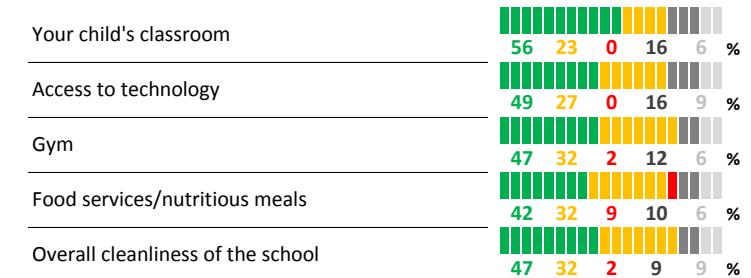 Your child's classroom
56 23 0 16 6 %
Access to technology
49 27 0 16 9 %
Gym
47 32 2 12 6 %
Food services/nutritious meals
42 32 9 10 6 %
Overall cleanliness of the school
47 32 2 9 9 %